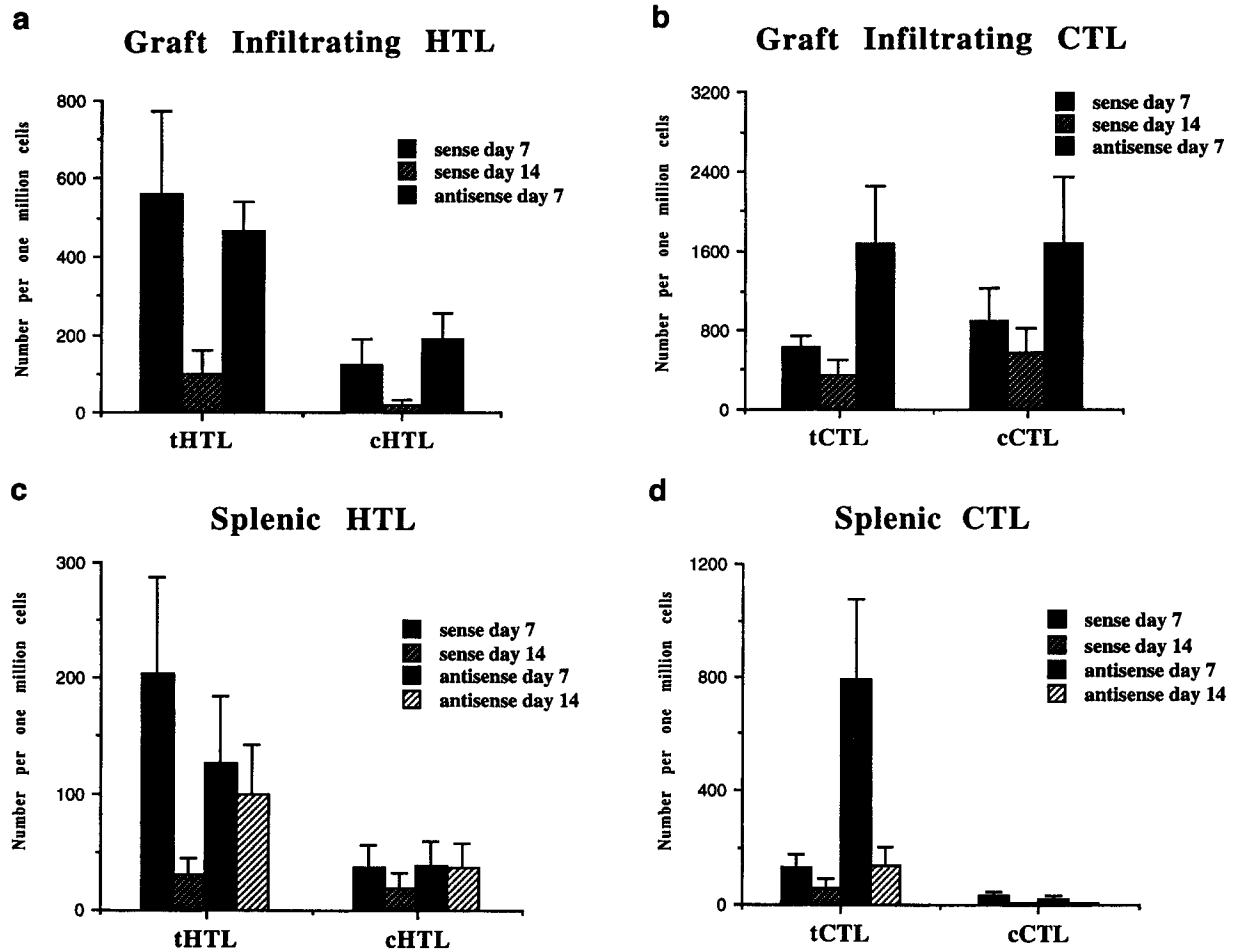 a
Graft Infiltrating HTL
Number per one million cells
800
600
400
200
0
sense day 7
sense day 14
antisense day 7
tHTL
cHTL
b
Graft Infiltrating CTL
Number per one million cells
3200
2400
1600
800
0
sense day 7
sense day 14
antisense day 7
tCTL
cCTL
c
Splenic HTL
Number per one million cells
300
200
100
0
sense day 7
sense day 14
antisense day 7
antisense day 14
tHTL
cHTL
d
Splenic CTL
Number per one million cells
1200
800
400
0
sense day 7
sense day 14
antisense day 7
antisense day 14
tCTL
cCTL